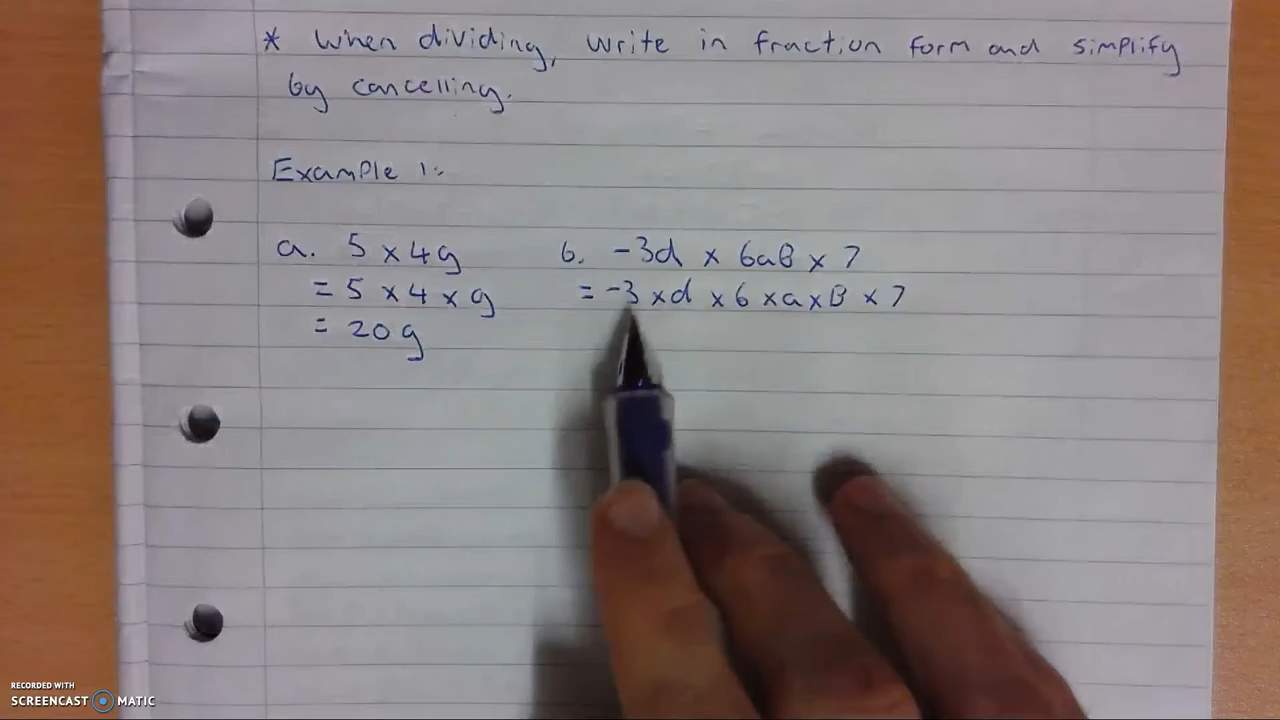 * When dividing, write in fraction form and simplify
by cancelling.
Example 1:
a. 5 × 4g
= 5 × 4 × g
= 20g
b. -3d × 6aB × 7
= -3 × d × 6 × a × B × 7
RECORDED WITH
SCREENCAST MATIC